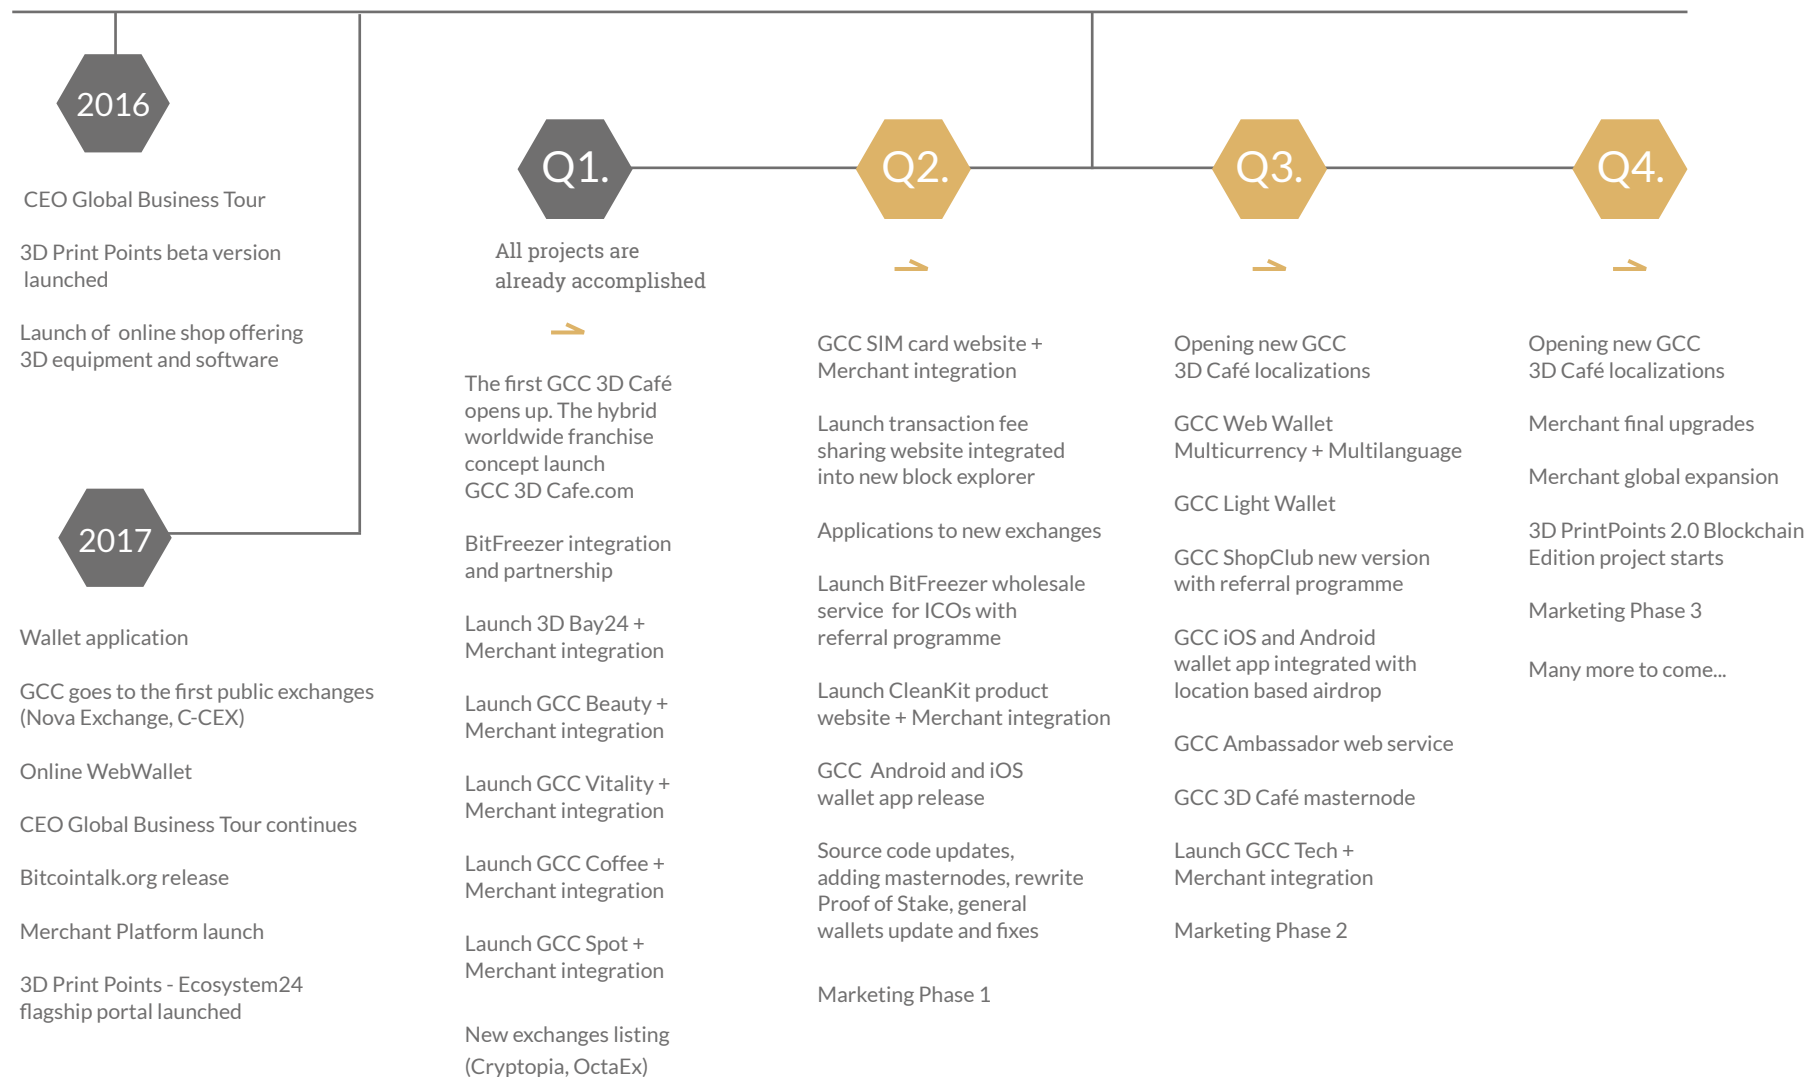 2016
CEO Global Business Tour
3D Print Points beta version
launched
Launch of online shop offering
3D equipment and software
2017
Wallet application
GCC goes to the first public exchanges
(Nova Exchange, C-CEX)
Online WebWallet
CEO Global Business Tour continues
Bitcointalk.org release
Merchant Platform launch
3D Print Points - Ecosystem24
flagship portal launched
Q1.
All projects are
already accomplished
The first GCC 3D Café
opens up. The hybrid
worldwide franchise
concept launch
GCC 3D Cafe.com
BitFreezer integration
and partnership
Launch 3D Bay24 +
Merchant integration
Launch GCC Beauty +
Merchant integration
Launch GCC Vitality +
Merchant integration
Launch GCC Coffee +
Merchant integration
Launch GCC Spot +
Merchant integration
New exchanges listing
(Cryptopia, OctaEx)
Q2.
GCC SIM card website +
Merchant integration
Launch transaction fee
sharing website integrated
into new block explorer
Applications to new exchanges
Launch BitFreezer wholesale
service for ICOs with
referral programme
Launch CleanKit product
website + Merchant integration
GCC Android and iOS
wallet app release
Source code updates,
adding masternodes, rewrite
Proof of Stake, general
wallets update and fixes
Marketing Phase 1
Q3.
Opening new GCC
3D Café localizations
GCC Web Wallet
Multicurrency + Multilanguage
GCC Light Wallet
GCC ShopClub new version
with referral programme
GCC iOS and Android
wallet app integrated with
location based airdrop
GCC Ambassador web service
GCC 3D Café masternode
Launch GCC Tech +
Merchant integration
Marketing Phase 2
Q4.
Opening new GCC
3D Café localizations
Merchant final upgrades
Merchant global expansion
3D PrintPoints 2.0 Blockchain
Edition project starts
Marketing Phase 3
Many more to come...